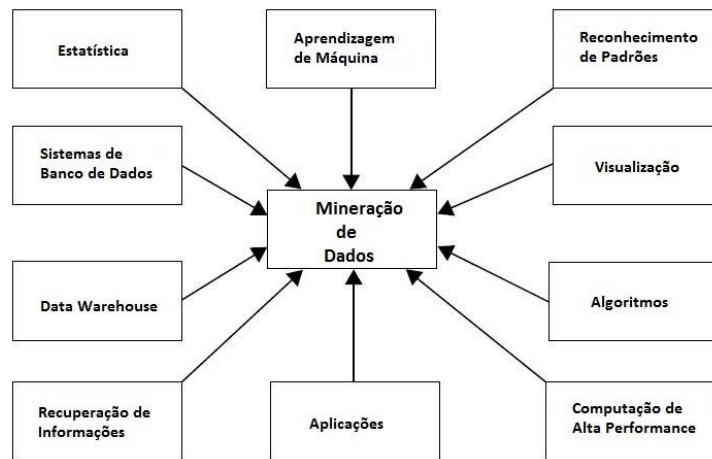 Estatística
Aprendizagem
de Máquina
Reconhecimento
de Padrões
Sistemas de
Banco de Dados
Visualização
Mineração
de
Dados
Data Warehouse
Algoritmos
Recuperação de
Informações
Aplicações
Computação de
Alta Performance